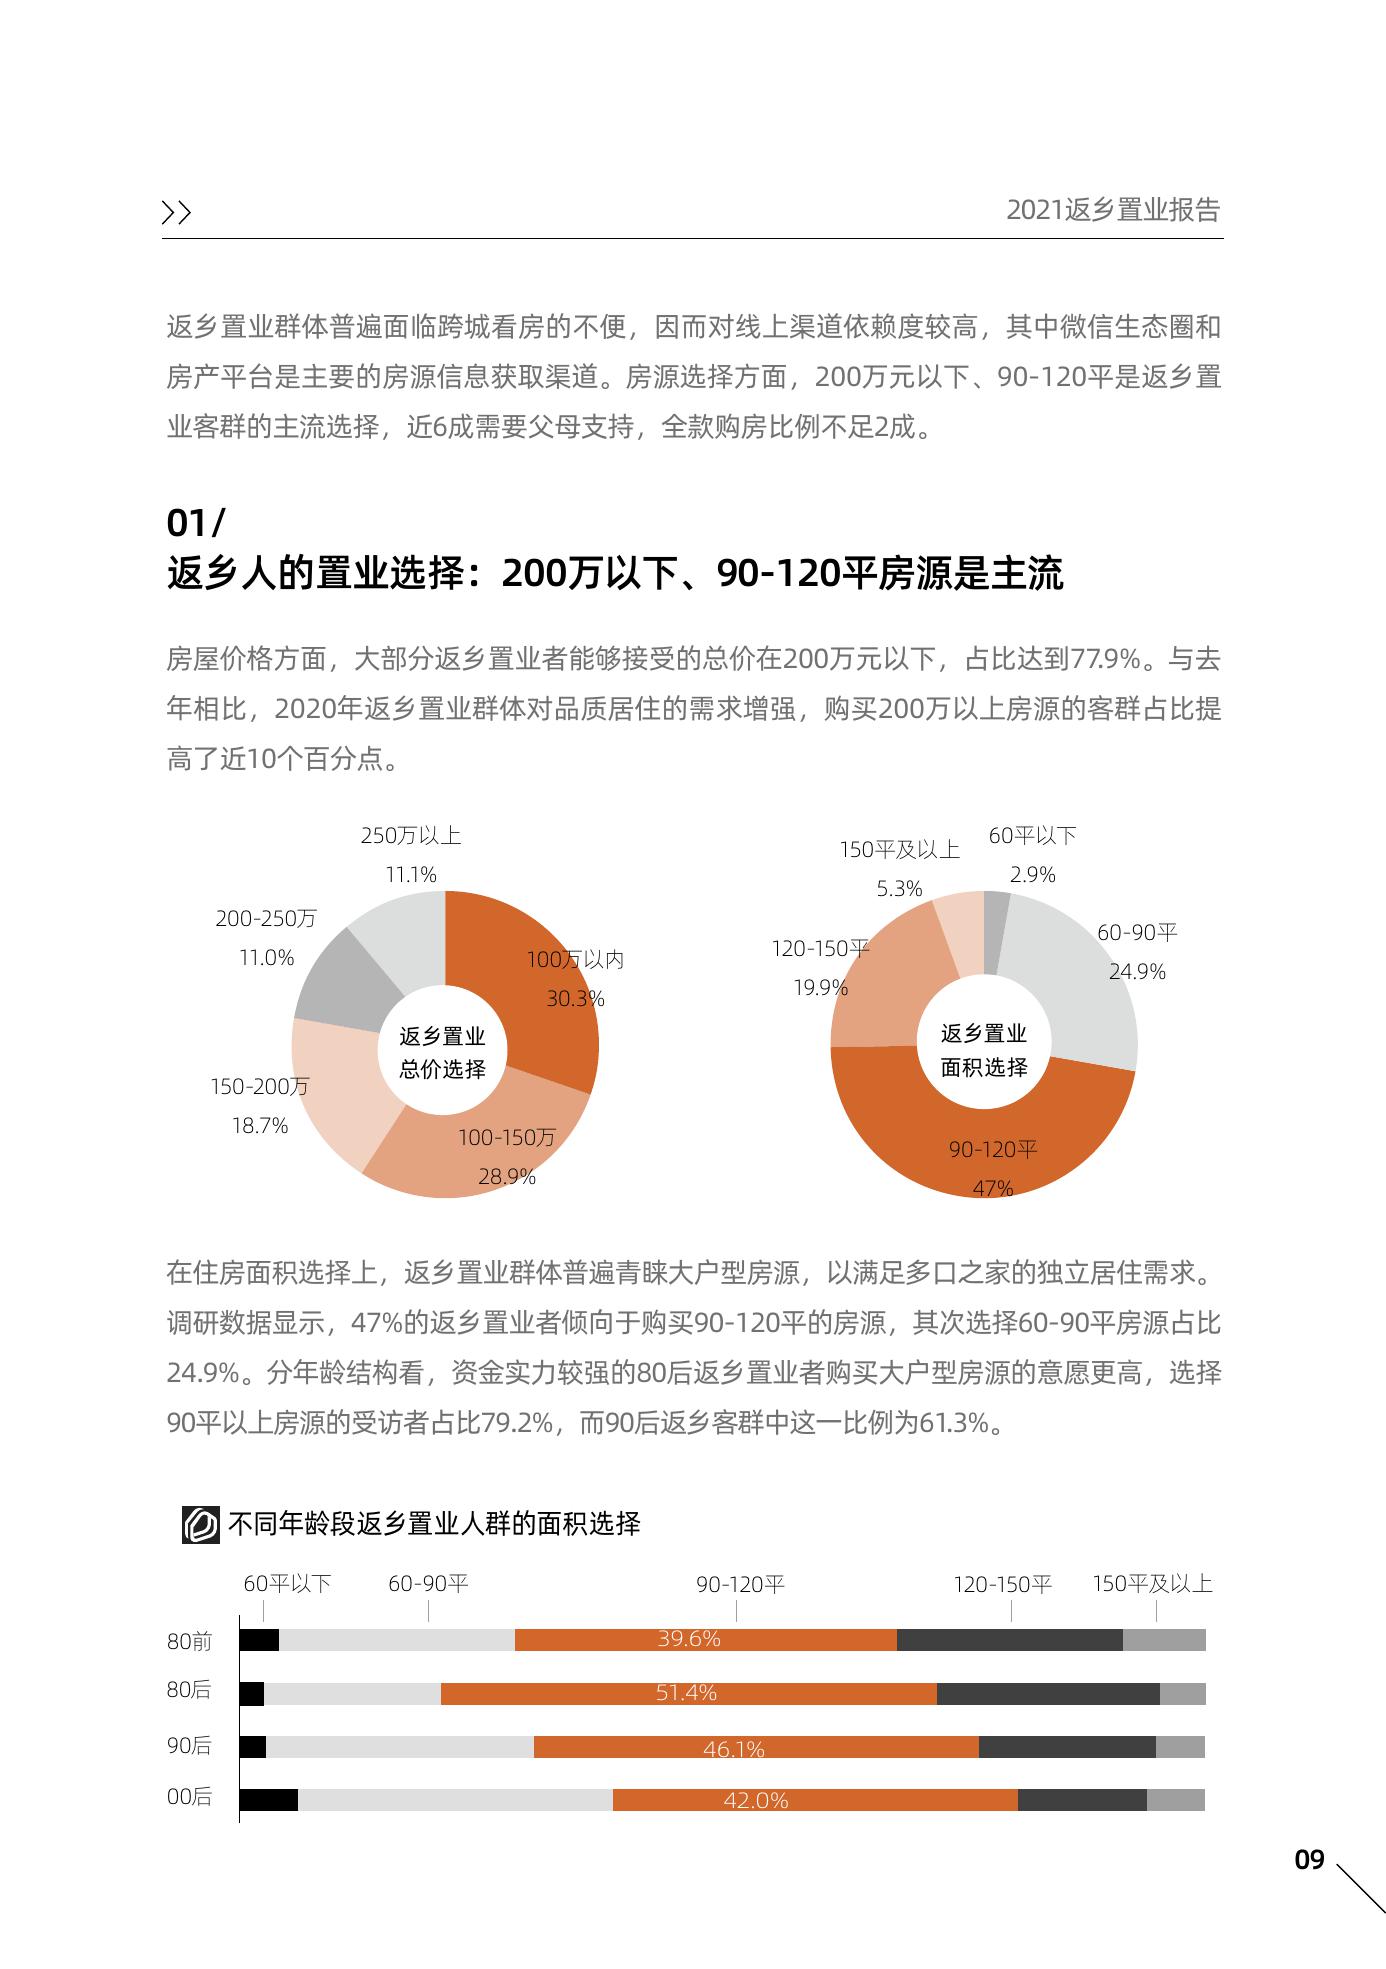 2021返乡置业报告
返乡置业群体普遍面临跨城看房的不便，因而对线上渠道依赖度较高，其中微信生态圈和
房产平台是主要的房源信息获取渠道。房源选择方面，200万元以下、90-120平是返乡置
业客群的主流选择，近6成需要父母支持，全款购房比例不足2成。
01/
返乡人的置业选择：200万以下、90-120平房源是主流
房屋价格方面，大部分返乡置业者能够接受的总价在200万元以下，占比达到77.9%。与去
年相比，2020年返乡置业群体对品质居住的需求增强，购买200万以上房源的客群占比提
高了近10个百分点。
250万以上
11.1%
200-250万
11.0%
100万以内
30.3%
返乡置业
总价选择
150-200万
18.7%
100-150万
28.9%
150平及以上
5.3%
60平以下
2.9%
60-90平
24.9%
120-150平
19.9%
返乡置业
面积选择
90-120平
47%
在住房面积选择上，返乡置业群体普遍青睐大户型房源，以满足多口之家的独立居住需求。
调研数据显示，47%的返乡置业者倾向于购买90-120平的房源，其次选择60-90平房源占比
24.9%。分年龄结构看，资金实力较强的80后返乡置业者购买大户型房源的意愿更高，选择
90平以上房源的受访者占比79.2%，而90后返乡客群中这一比例为61.3%。
不同年龄段返乡置业人群的面积选择
60平以下 60-90平 90-120平 120-150平 150平及以上
80前 39.6%
80后 51.4%
90后 46.1%
00后 42.0%
09